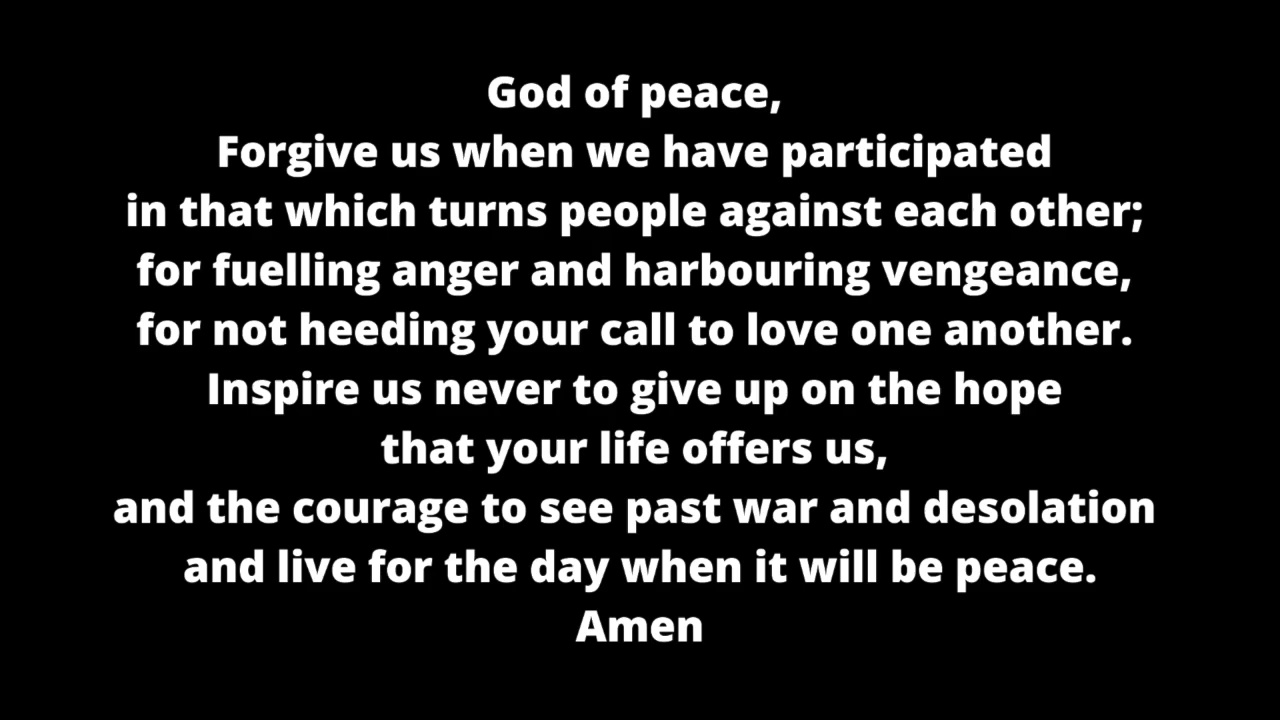 God of peace,
Forgive us when we have participated
in that which turns people against each other;
for fuelling anger and harbouring vengeance,
for not heeding your call to love one another.
Inspire us never to give up on the hope
that your life offers us,
and the courage to see past war and desolation
and live for the day when it will be peace.
Amen